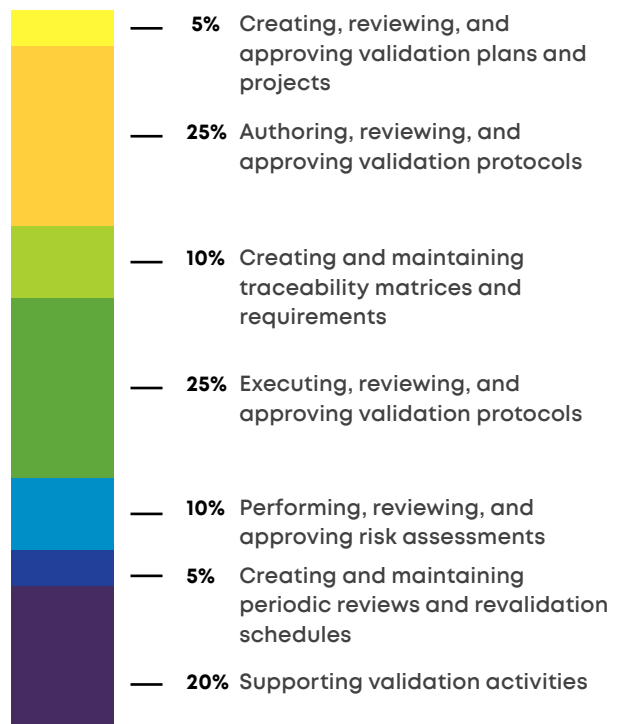 5% Creating, reviewing, and
approving validation plans and
projects
25% Authoring, reviewing, and
approving validation protocols
10% Creating and maintaining
traceability matrices and
requirements
25% Executing, reviewing, and
approving validation protocols
10% Performing, reviewing, and
approving risk assessments
5% Creating and maintaining
periodic reviews and revalidation
schedules
20% Supporting validation activities